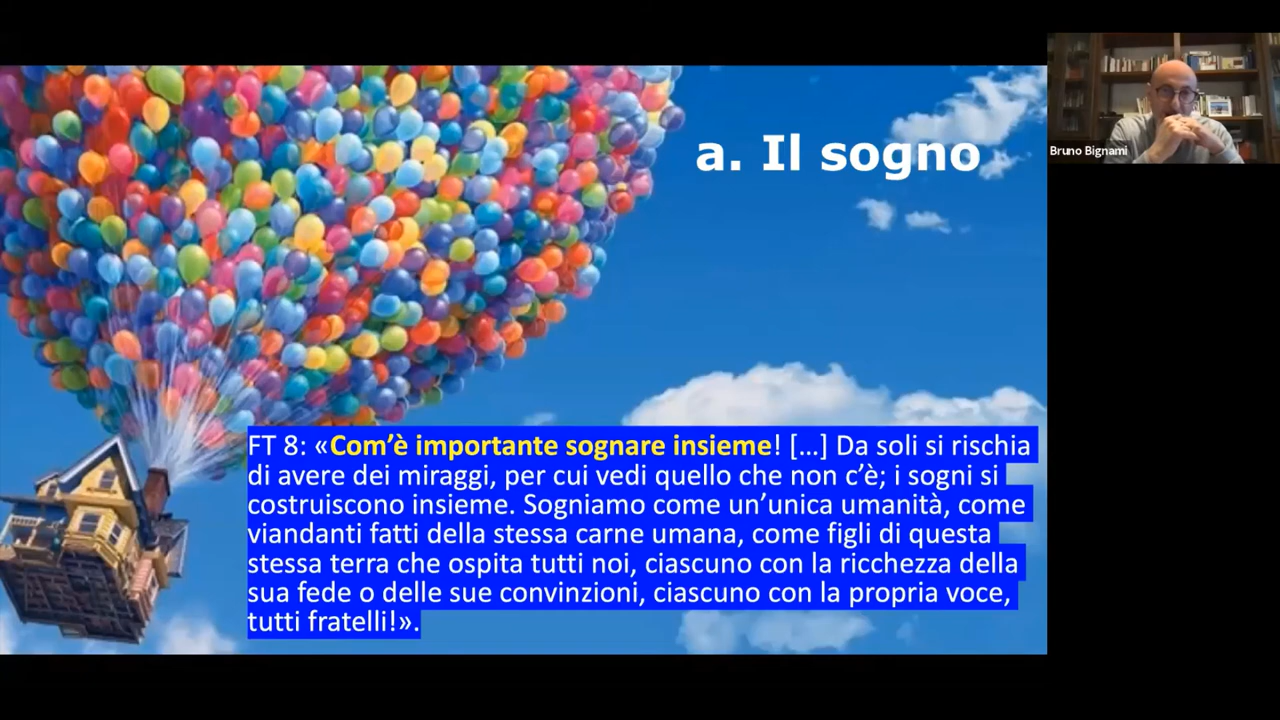 a. Il sogno
Bruno Bignami
FT 8: «Com’è importante sognare insieme! [...] Da soli si rischia
di avere dei miraggi, per cui vedi quello che non c’è; i sogni si
costruiscono insieme. Sogniamo come un’unica umanità, come
viandanti fatti della stessa carne umana, come figli di questa
stessa terra che ospita tutti noi, ciascuno con la ricchezza della
sua fede o delle sue convinzioni, ciascuno con la propria voce,
tutti fratelli!».